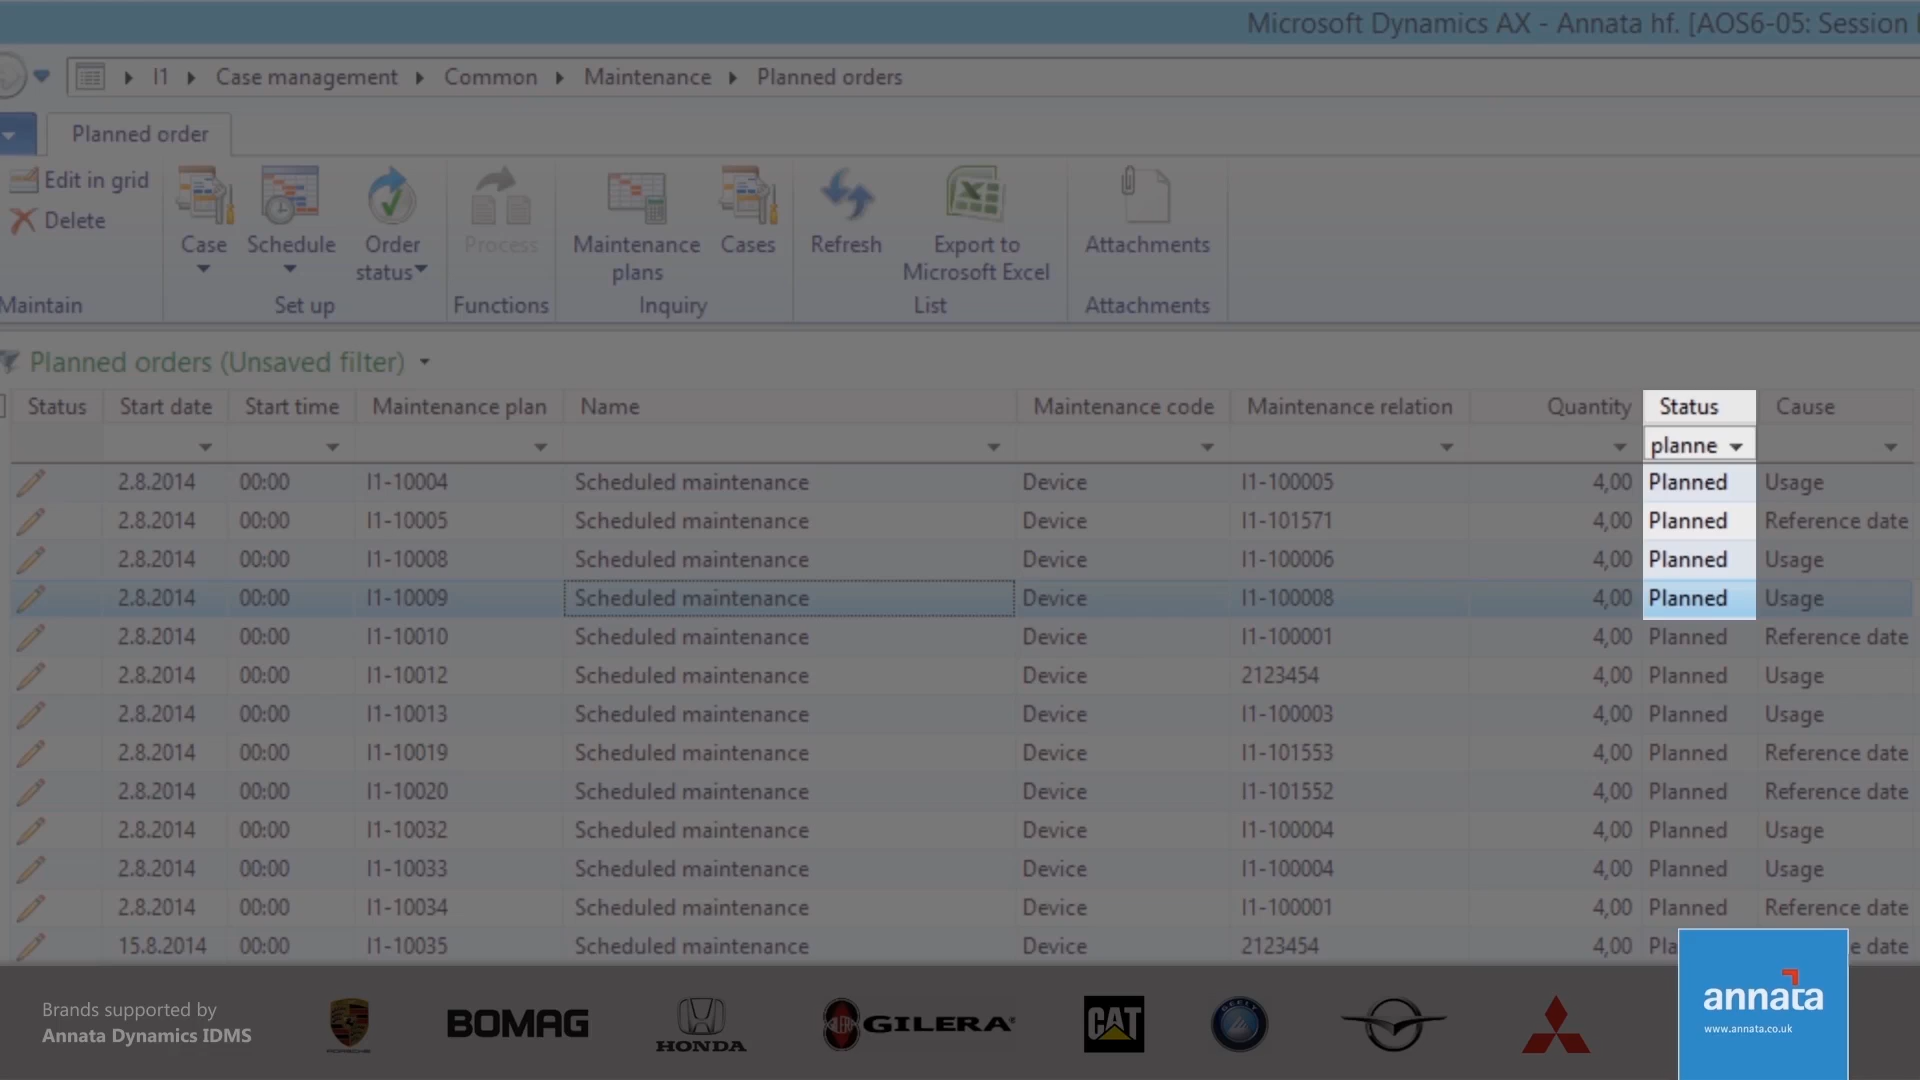 Microsoft Dynamics AX - Annata hf. [AOS6-05: Session
I1 Case management Common Maintenance Planned orders
Planned order
Edit in grid
Delete
Case Schedule Order status Process Maintenance plans Cases Refresh Export to Microsoft Excel Attachments
Maintain Set up Functions Inquiry List Attachments
Planned orders (Unsaved filter)
Status Start date Start time Maintenance plan Name Maintenance code Maintenance relation Quantity Status Cause
planne
2.8.2014 00:00 I1-10004 Scheduled maintenance Device I1-100005 4,00 Planned Usage
2.8.2014 00:00 I1-10005 Scheduled maintenance Device I1-101571 4,00 Planned Reference date
2.8.2014 00:00 I1-10008 Scheduled maintenance Device I1-100006 4,00 Planned Usage
2.8.2014 00:00 I1-10009 Scheduled maintenance Device I1-100008 4,00 Planned Usage
2.8.2014 00:00 I1-10010 Scheduled maintenance Device I1-100001 4,00 Planned Reference date
2.8.2014 00:00 I1-10012 Scheduled maintenance Device 2123454 4,00 Planned Usage
2.8.2014 00:00 I1-10013 Scheduled maintenance Device I1-100003 4,00 Planned Usage
2.8.2014 00:00 I1-10019 Scheduled maintenance Device I1-101553 4,00 Planned Reference date
2.8.2014 00:00 I1-10020 Scheduled maintenance Device I1-101552 4,00 Planned Reference date
2.8.2014 00:00 I1-10032 Scheduled maintenance Device I1-100004 4,00 Planned Usage
2.8.2014 00:00 I1-10033 Scheduled maintenance Device I1-100004 4,00 Planned Usage
2.8.2014 00:00 I1-10034 Scheduled maintenance Device I1-100001 4,00 Planned Reference date
15.8.2014 00:00 I1-10035 Scheduled maintenance Device 2123454 4,00 Pla e date
Brands supported by
Annata Dynamics IDMS
PORSCHE
BOMAG
HONDA
GILERA
CAT
GEELY
annata
www.annata.co.uk